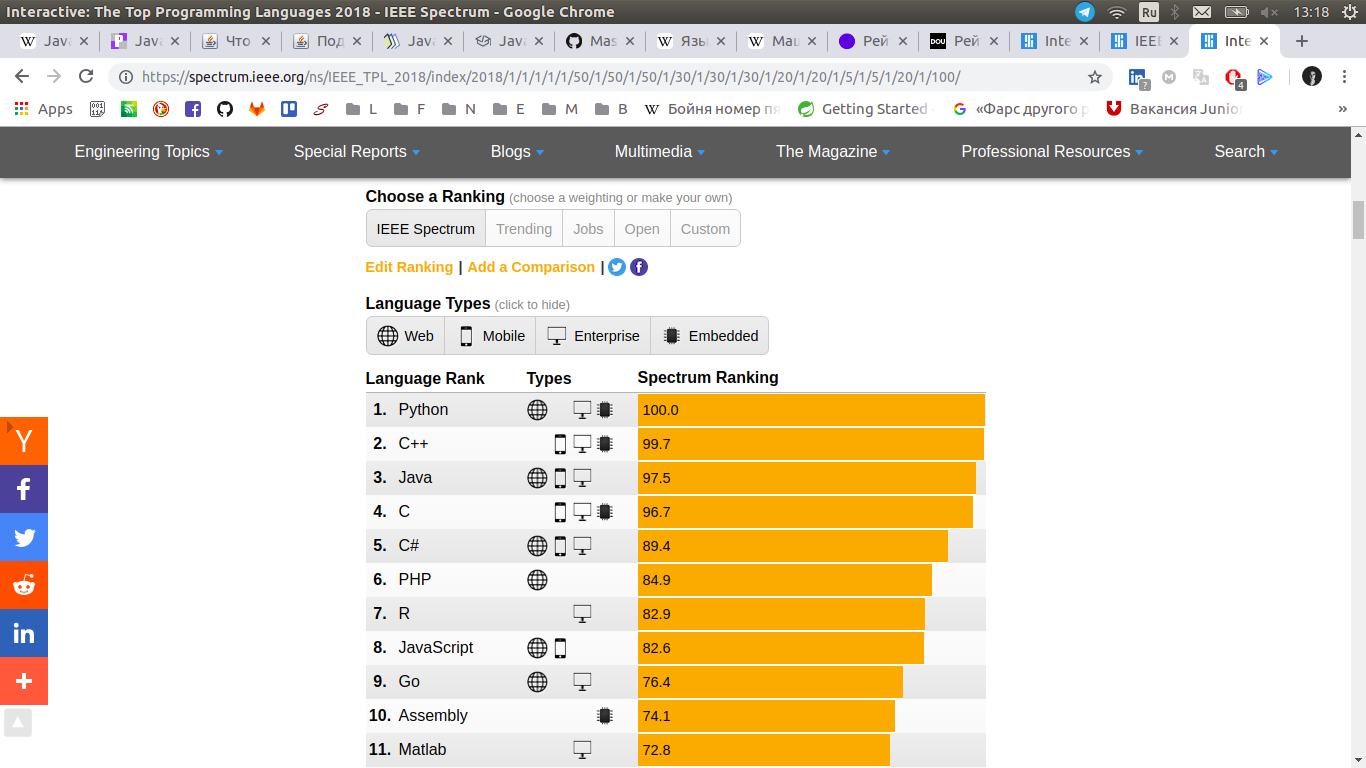 Interactive: The Top Programming Languages 2018 - IEEE Spectrum - Google Chrome Ru 13:18
W Java Java Что Под Java Java Mas W Язы W Маш Рей DOU Рей Inte IEEE Inte
https://spectrum.ieee.org/ns/IEEE_TPL_2018/index/2018/1/1/1/1/1/50/1/50/1/50/1/30/1/30/1/30/1/20/1/20/1/5/1/5/1/20/1/100/ ? 4
Apps L F N E M B W Бойня номер пя Getting Started «Фарс другого р Вакансия Junior »
Engineering Topics Special Reports Blogs Multimedia The Magazine Professional Resources Search
Choose a Ranking (choose a weighting or make your own)
IEEE Spectrum Trending Jobs Open Custom
Edit Ranking | Add a Comparison |
Language Types (click to hide)
Web Mobile Enterprise Embedded
Language Rank Types Spectrum Ranking
1. Python 100.0
2. C++ 99.7
3. Java 97.5
4. C 96.7
5. C# 89.4
6. PHP 84.9
7. R 82.9
8. JavaScript 82.6
9. Go 76.4
10. Assembly 74.1
11. Matlab 72.8